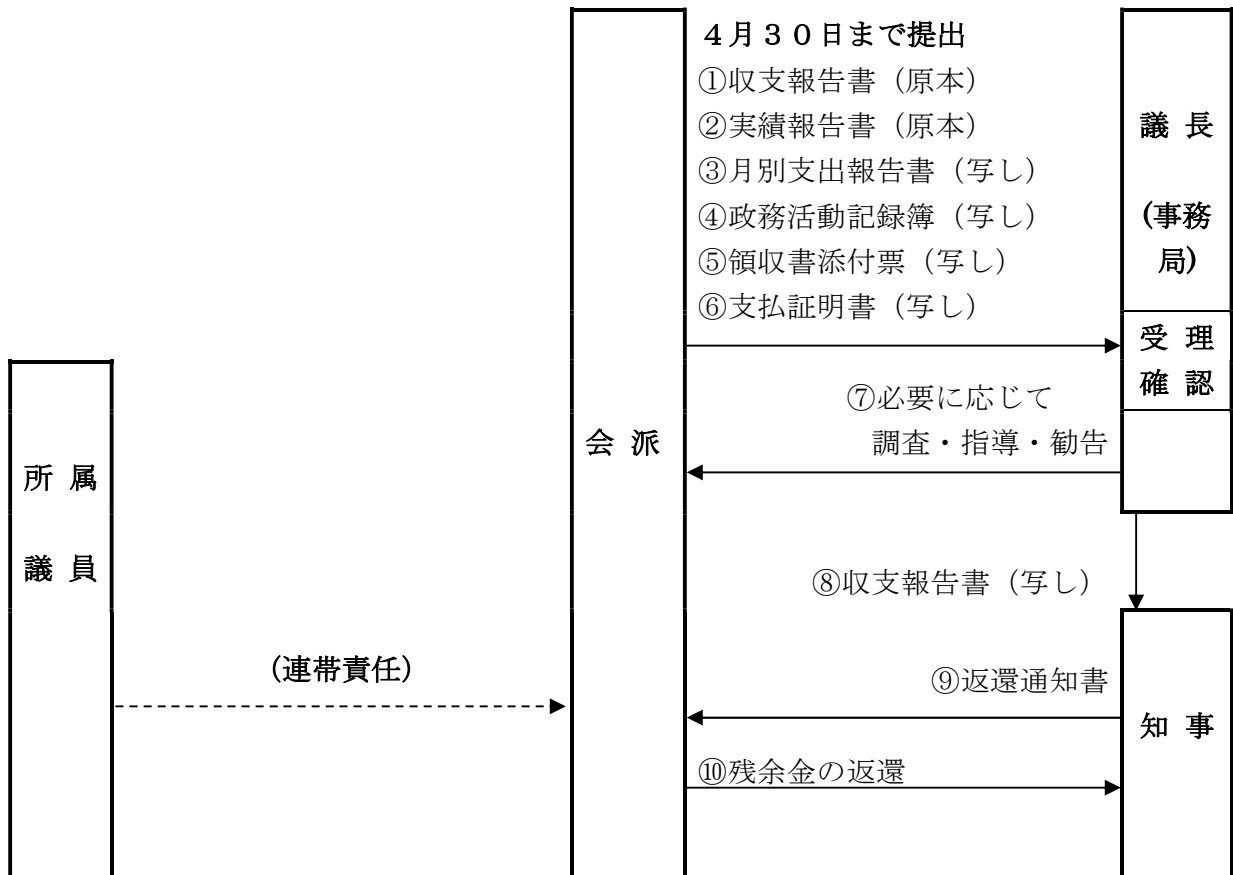 ４月３０日まで提出
①収支報告書（原本）
②実績報告書（原本）
③月別支出報告書（写し）
④政務活動記録簿（写し）
⑤領収書添付票（写し）
⑥支払証明書（写し）
議 長
(事務
局)
受 理
確 認
⑦必要に応じて
調査・指導・勧告
会 派
所 属
議 員
⑧収支報告書（写し）
(連帯責任)
⑨返還通知書
知 事
⑩残余金の返還